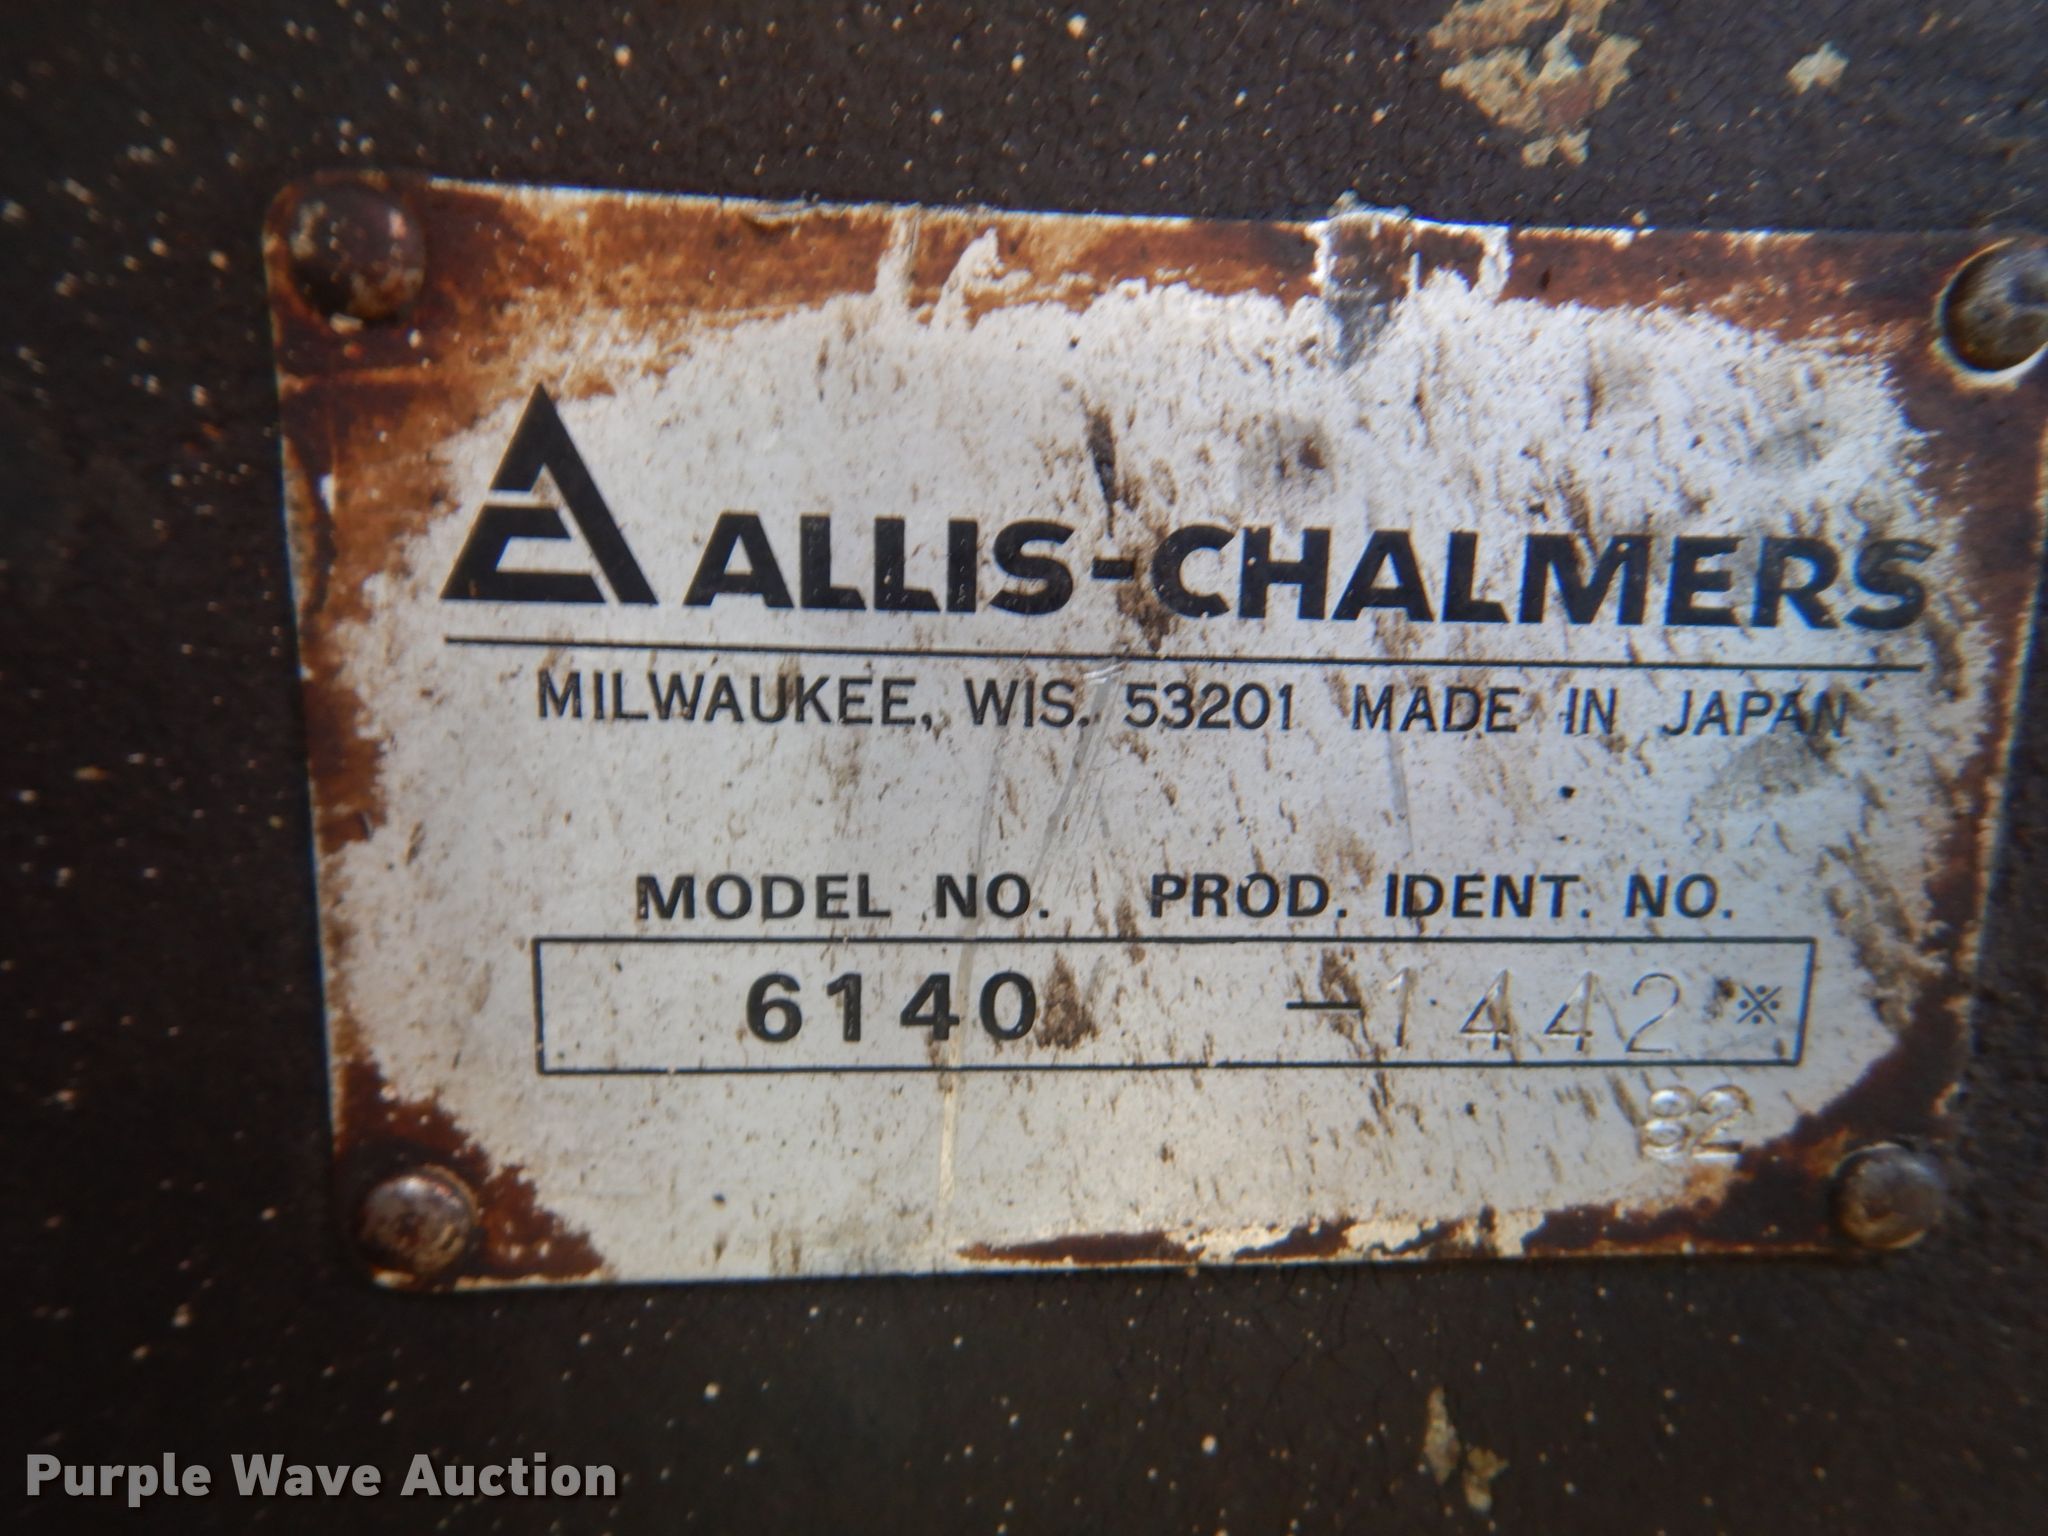 ALLIS-CHALMERS
MILWAUKEE, WIS. 53201 MADE IN JAPAN
MODEL NO. PROD. IDENT. NO.
6140 -1442※
82
Purple Wave Auction